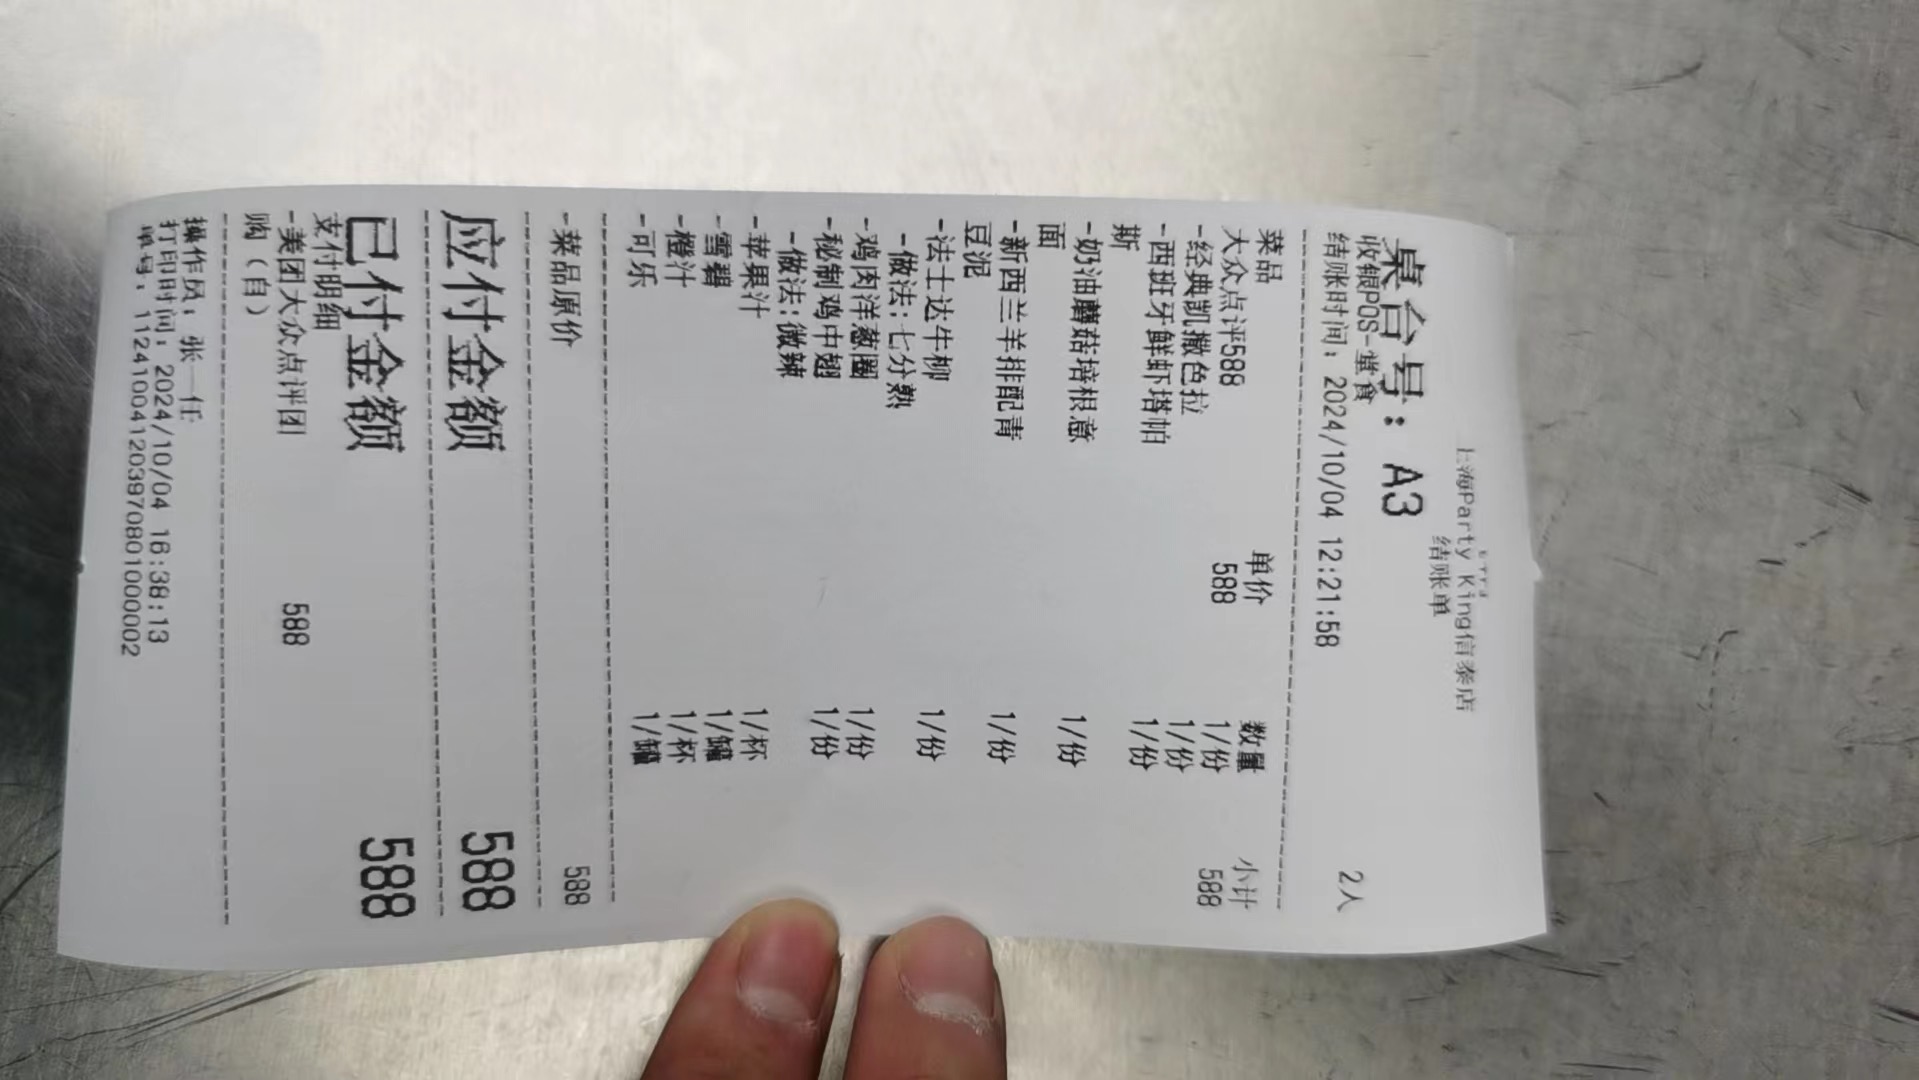 上海Party King信泰店
结账单
桌台号：A3
收银POS-堂食 2人
结账时间：2024/10/04 12:21:58
菜品 单价 数量 小计
大众点评588 588 1/份 588
-经典凯撒色拉 1/份
-西班牙鲜虾塔帕 1/份
斯
-奶油蘑菇培根意 1/份
面
-新西兰羊排配青 1/份
豆泥
-法士达牛柳 1/份
-做法：七分熟
-鸡肉洋葱圈 1/份
-秘制鸡中翅 1/份
-做法：微辣
-苹果汁 1/杯
-雪碧 1/罐
-橙汁 1/杯
-可乐 1/罐
-菜品原价 588
应付金额 588
已付金额 588
支付明细
-美团大众点评团 588
购（自）
操作员：张一任
打印时间：2024/10/04 16:38:13
单号：112410041203970801000002